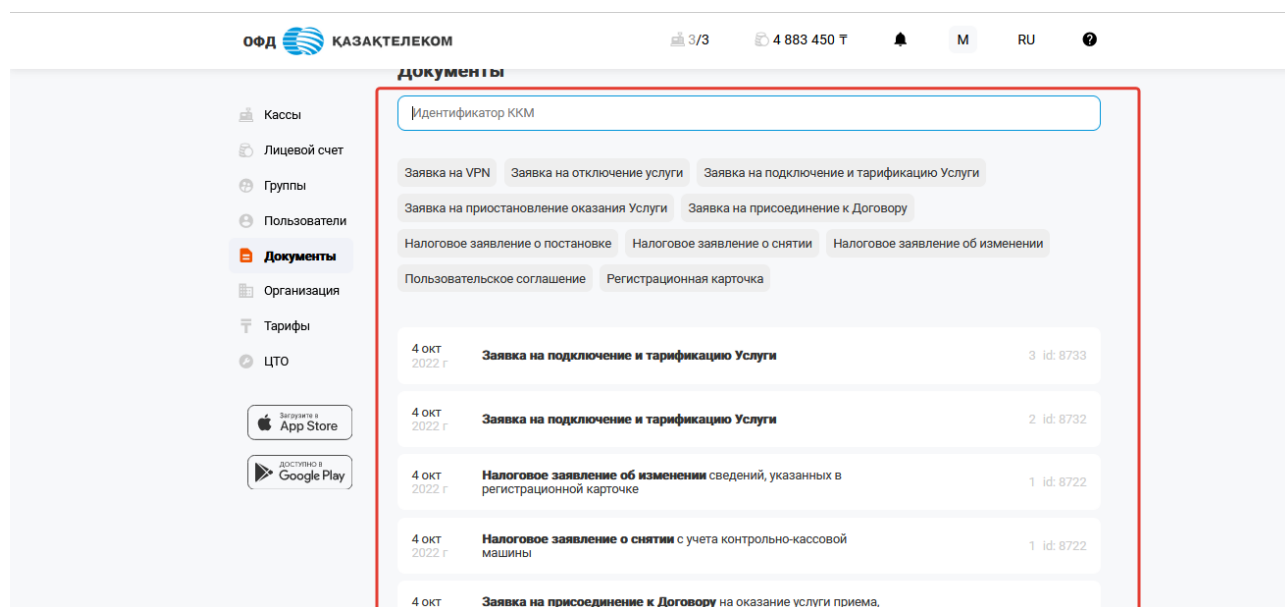 ОФД ҚАЗАҚТЕЛЕКОМ 3/3 4 883 450 ₸ M RU ?
Документы
Кассы
Лицевой счет
Группы
Пользователи
Документы
Организация
Тарифы
ЦТО
Загрузите в
App Store
ДОСТУПНО В
Google Play
Идентификатор ККМ
Заявка на VPN Заявка на отключение услуги Заявка на подключение и тарификацию Услуги
Заявка на приостановление оказания Услуги Заявка на присоединение к Договору
Налоговое заявление о постановке Налоговое заявление о снятии Налоговое заявление об изменении
Пользовательское соглашение Регистрационная карточка
4 окт
2022 г
Заявка на подключение и тарификацию Услуги
3 id: 8733
4 окт
2022 г
Заявка на подключение и тарификацию Услуги
2 id: 8732
4 окт
2022 г
Налоговое заявление об изменении сведений, указанных в
регистрационной карточке
1 id: 8722
4 окт
2022 г
Налоговое заявление о снятии с учета контрольно-кассовой
машины
1 id: 8722
4 окт
Заявка на присоединение к Договору на оказание услуги приема,